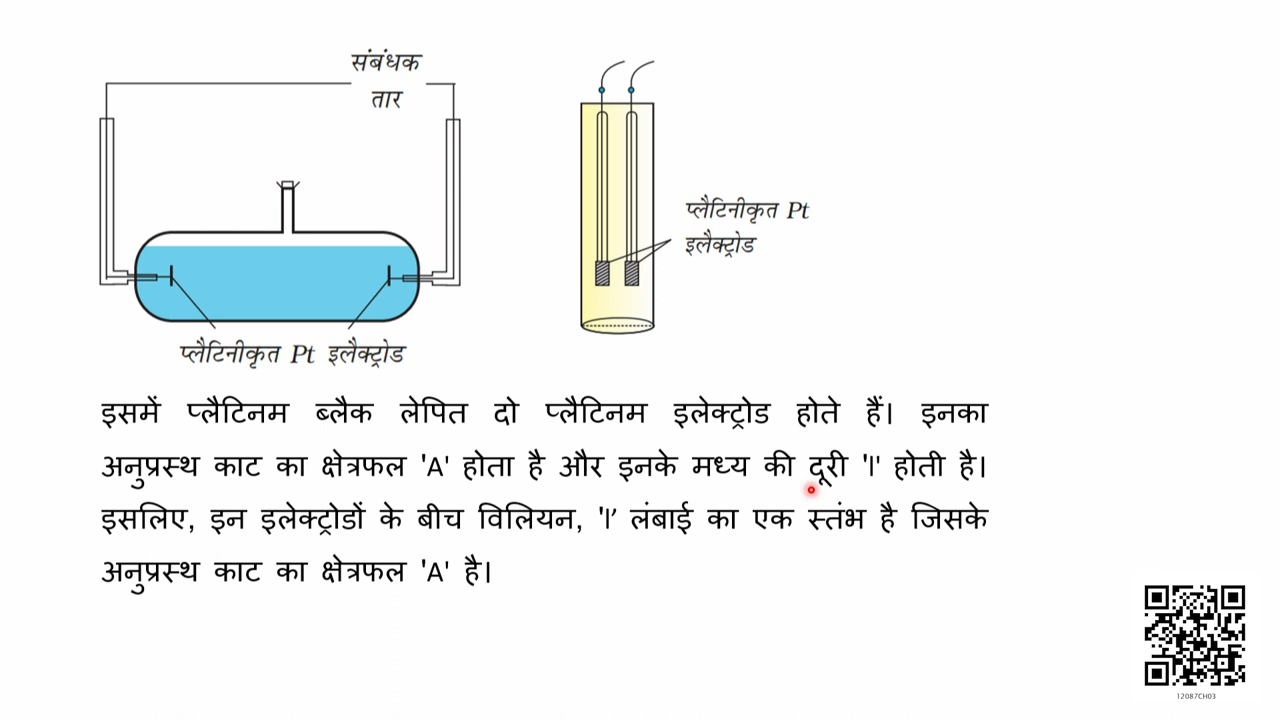 संबंधक
तार
प्लैटिनीकृत Pt
इलैक्ट्रोड
प्लैटिनीकृत Pt इलैक्ट्रोड
इसमें प्लैटिनम ब्लैक लेपित दो प्लैटिनम इलेक्ट्रोड होते हैं। इनका
अनुप्रस्थ काट का क्षेत्रफल 'A' होता है और इनके मध्य की दूरी 'l' होती है।
इसलिए, इन इलेक्ट्रोडों के बीच विलियन, 'l’ लंबाई का एक स्तंभ है जिसके
अनुप्रस्थ काट का क्षेत्रफल 'A' है।
12087CH03